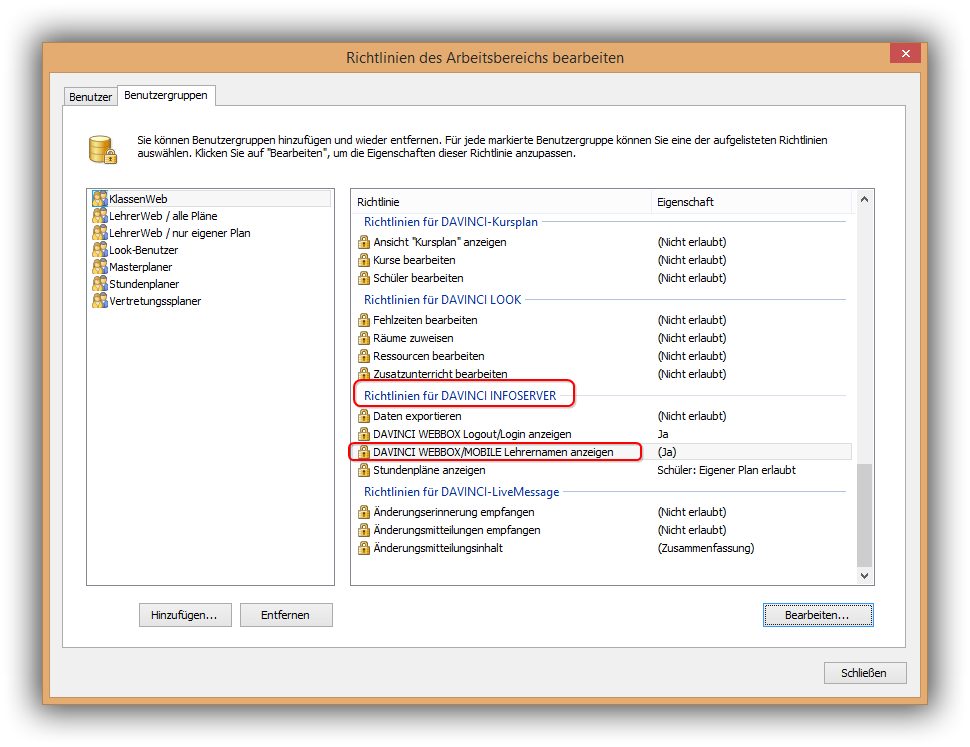 Richtlinien des Arbeitsbereichs bearbeiten
Benutzer
Benutzergruppen
Sie können Benutzergruppen hinzufügen und wieder entfernen. Für jede markierte Benutzergruppe können Sie eine der aufgelisteten Richtlinien
auswählen. Klicken Sie auf "Bearbeiten", um die Eigenschaften dieser Richtlinie anzupassen.
KlassenWeb
LehrerWeb / alle Pläne
LehrerWeb / nur eigener Plan
Look-Benutzer
Masterplaner
Stundenplaner
Vertretungssplaner
Richtlinie Eigenschaft
Richtlinien für DAVINCI-Kursplan
Ansicht "Kursplan" anzeigen (Nicht erlaubt)
Kurse bearbeiten (Nicht erlaubt)
Schüler bearbeiten (Nicht erlaubt)
Richtlinien für DAVINCI LOOK
Fehlzeiten bearbeiten (Nicht erlaubt)
Räume zuweisen (Nicht erlaubt)
Ressourcen bearbeiten (Nicht erlaubt)
Zusatzunterricht bearbeiten (Nicht erlaubt)
Richtlinien für DAVINCI INFOSERVER
Daten exportieren (Nicht erlaubt)
DAVINCI WEBBOX Logout/Login anzeigen Ja
DAVINCI WEBBOX/MOBILE Lehrernamen anzeigen (Ja)
Stundenpläne anzeigen Schüler: Eigener Plan erlaubt
Richtlinien für DAVINCI-LiveMessage
Änderungserinnerung empfangen (Nicht erlaubt)
Änderungsmitteilungen empfangen (Nicht erlaubt)
Änderungsmitteilungsinhalt (Zusammenfassung)
Hinzufügen...
Entfernen
Bearbeiten...
Schließen